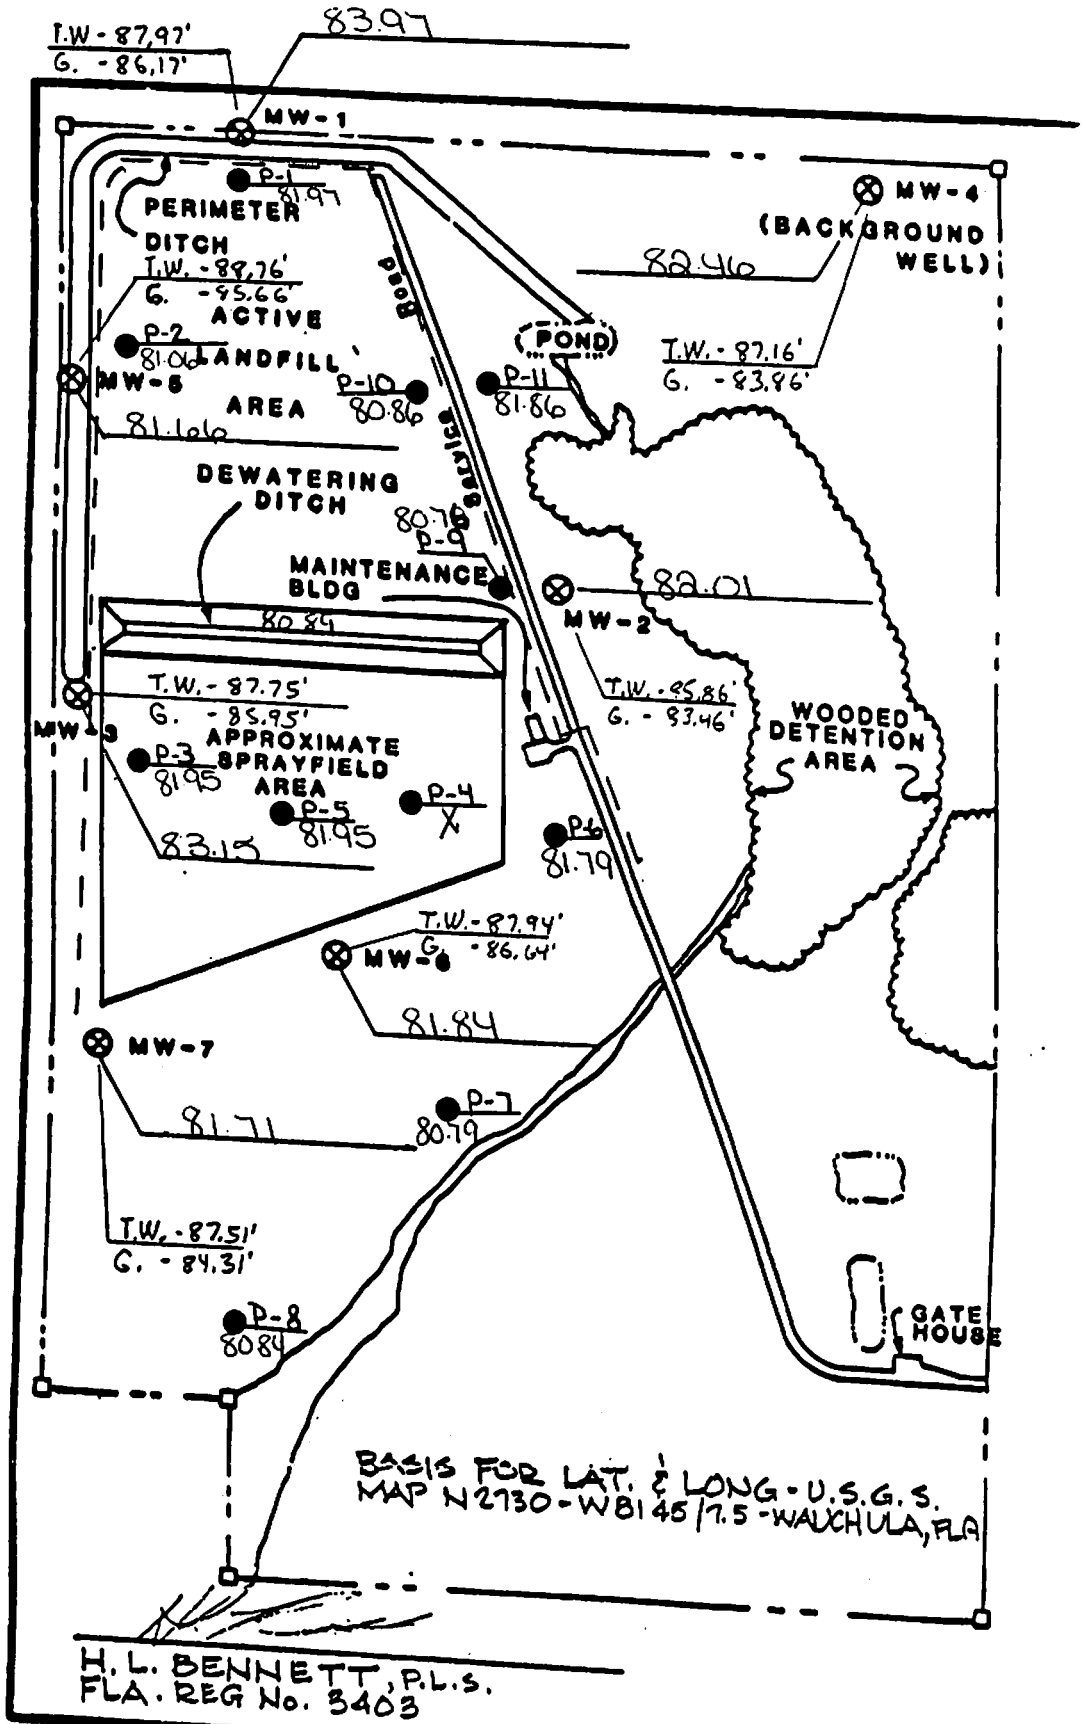 83.97
T.W - 87,97'
G. - 86,17'
MW-1
P-1
81.97
MW-4
(BACKGROUND
WELL)
82.46
T.W. - 87.16'
G. - 83.86'
PERIMETER
DITCH
T.W. - 88,76'
G. - 85.66'
ACTIVE
LANDFILL
AREA
P-2
81.06
MW-5
81.66
Service Road
POND
P-10
80.86
P-11
81.86
DEWATERING
DITCH
80.76
P-9
MAINTENANCE
BLDG
82.01
MW-2
80.84
T.W. - 85.86'
G. - 83.46'
T.W. - 87.75'
G. - 85.95'
MW-3
APPROXIMATE
SPRAYFIELD
AREA
WOODED
DETENTION
AREA
P-3
81.95
P-4
X
P-5
81.95
P-6
81.79
83.15
T.W. - 87.94'
G. - 86.64'
MW-6
81.84
MW-7
81.71
P-7
80.79
T.W. - 87.51'
G. - 84.31'
P-8
80.84
GATE
HOUSE
BASIS FOR LAT. & LONG - U.S.G.S.
MAP N2730-W8145/7.5 - WAUCHULA, FLA
H. L. BENNETT, P.L.S.
FLA. REG No. 3403